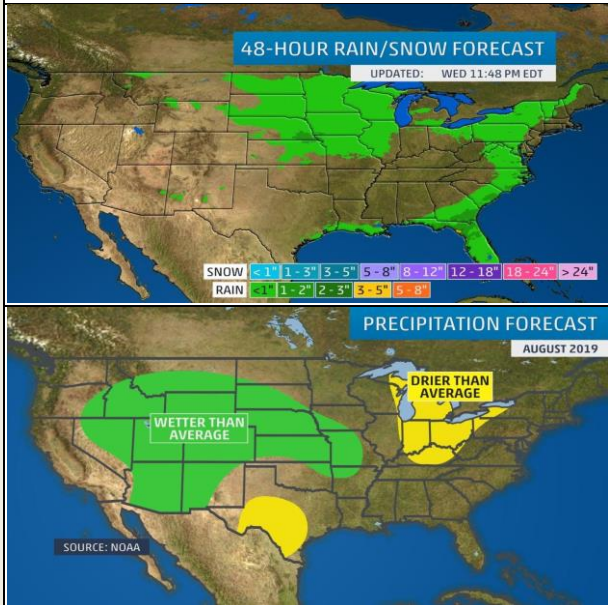 48-HOUR RAIN/SNOW FORECAST
UPDATED: WED 11:48 PM EDT
SNOW < 1" 1 - 3" 3 - 5" 5 - 8" 8 - 12" 12 - 18" 18 - 24" > 24"
RAIN <1" 1 - 2" 2 - 3" 3 - 5" 5 - 8"
PRECIPITATION FORECAST
AUGUST 2019
DRIER THAN
AVERAGE
WETTER THAN
AVERAGE
SOURCE: NOAA